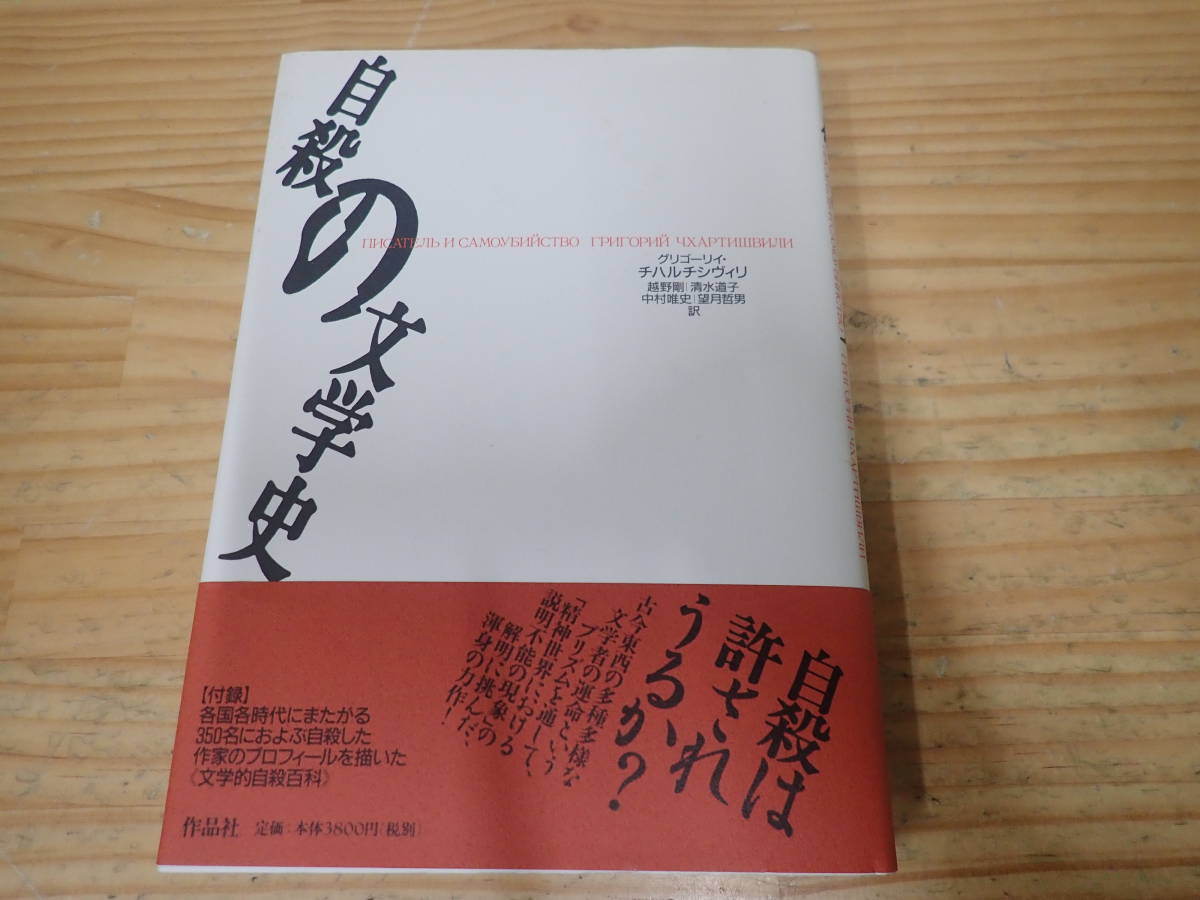 自殺の文学史
ПИСАТЕЛЬ И САМОУБИЙСТВО ГРИГОРИЙ ЧХАРТИШВИЛИ
グリゴーリイ・
チハルチシヴィリ
越野剛|清水道子
中村唯史|望月哲男
訳
自殺は
許され
うるか?
古今東西の多種多様な
文学者の運命という
プリズムを通して、
「精神世界における
説明不能の現象」の
解明に挑んだ、
渾身の力作!
【付録】
各国各時代にまたがる
350名におよぶ自殺した
作家のプロフィールを描いた
《文学的自殺百科》
作品社 定価:本体3800円(税別)